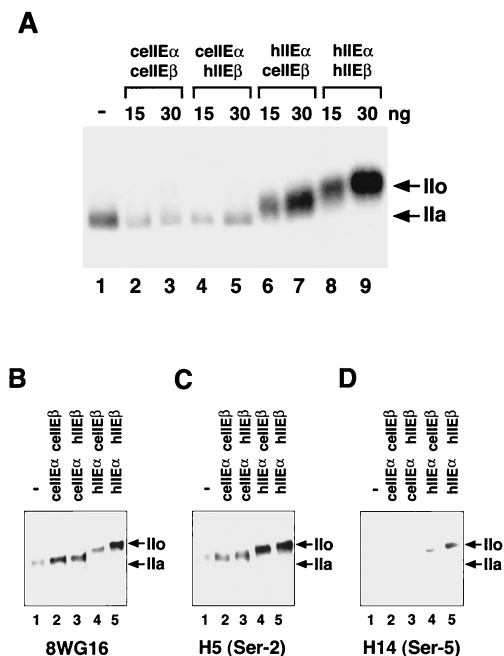 A
ceIIEα ceIIEα hIIEα hIIEα
ceIIEβ hIIEβ ceIIEβ hIIEβ
- 15 30 15 30 15 30 15 30 ng
IIo
IIa
1 2 3 4 5 6 7 8 9
B
- ceIIEα ceIIEα hIIEα hIIEα
ceIIEβ hIIEβ ceIIEβ hIIEβ
IIo
IIa
1 2 3 4 5
8WG16
C
- ceIIEα ceIIEα hIIEα hIIEα
ceIIEβ hIIEβ ceIIEβ hIIEβ
IIo
IIa
1 2 3 4 5
H5 (Ser-2)
D
- ceIIEα ceIIEα hIIEα hIIEα
ceIIEβ hIIEβ ceIIEβ hIIEβ
IIo
IIa
1 2 3 4 5
H14 (Ser-5)